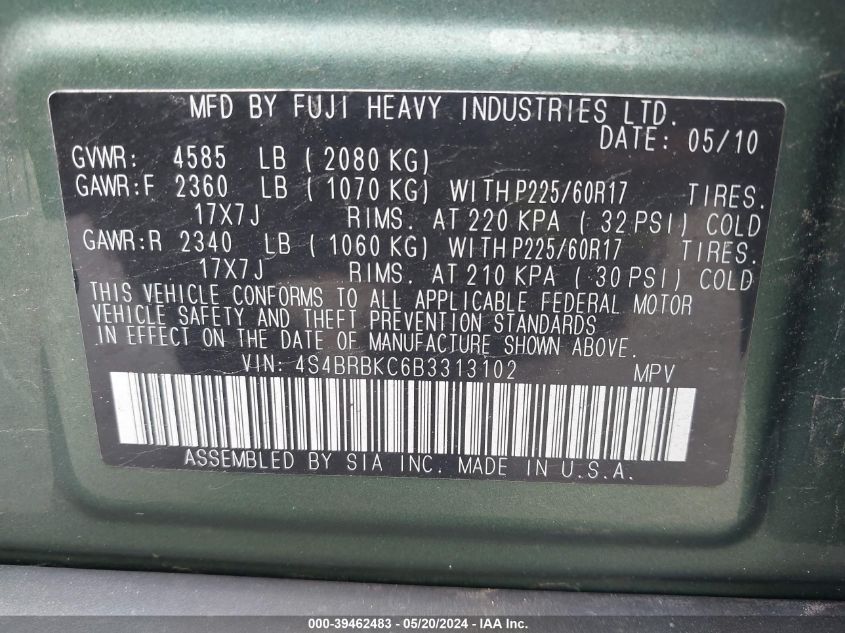 MFD BY FUJI HEAVY INDUSTRIES LTD.
DATE: 05/10
GVWR: 4585 LB ( 2080 KG)
GAWR:F 2360 LB ( 1070 KG) WITH P225/60R17 TIRES.
17X7J RIMS. AT 220 KPA ( 32 PSI) COLD
GAWR:R 2340 LB ( 1060 KG) WITH P225/60R17 TIRES.
17X7J RIMS. AT 210 KPA ( 30 PSI) COLD
THIS VEHICLE CONFORMS TO ALL APPLICABLE FEDERAL MOTOR
VEHICLE SAFETY AND THEFT PREVENTION STANDARDS
IN EFFECT ON THE DATE OF MANUFACTURE SHOWN ABOVE.
VIN: 4S4BRBKC6B3313102 MPV
ASSEMBLED BY SIA INC. MADE IN U.S.A.
000-39462483 - 05/20/2024 - IAAI.com